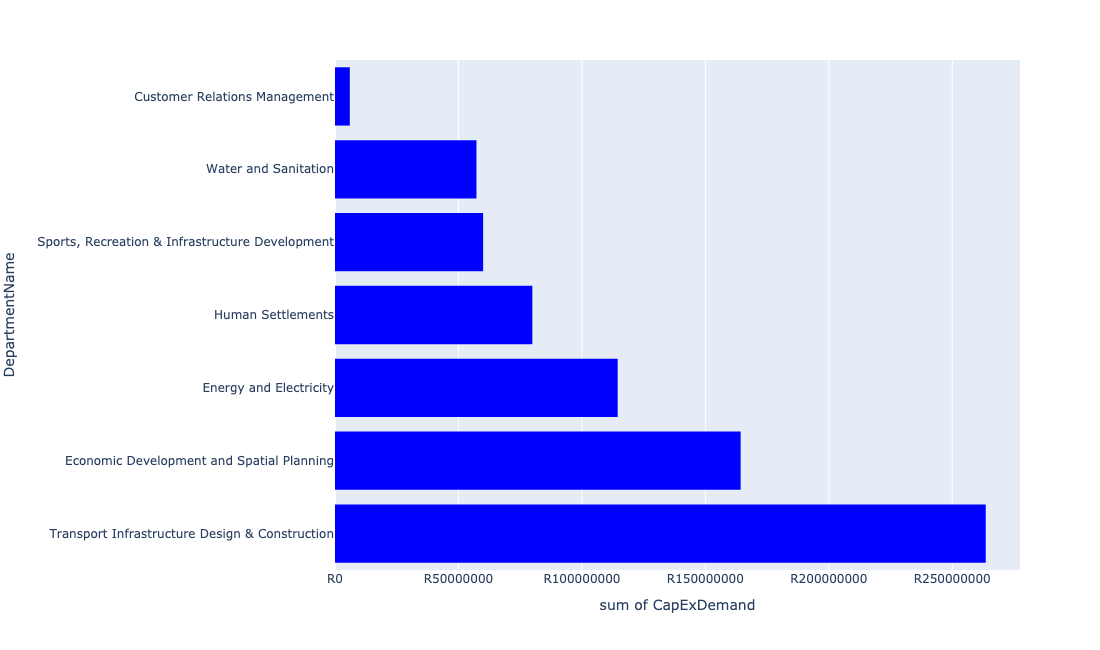 Customer Relations Management
Water and Sanitation
Sports, Recreation & Infrastructure Development
Human Settlements
Energy and Electricity
Economic Development and Spatial Planning
Transport Infrastructure Design & Construction
DepartmentName
R0 R50000000 R100000000 R150000000 R200000000 R250000000
sum of CapExDemand